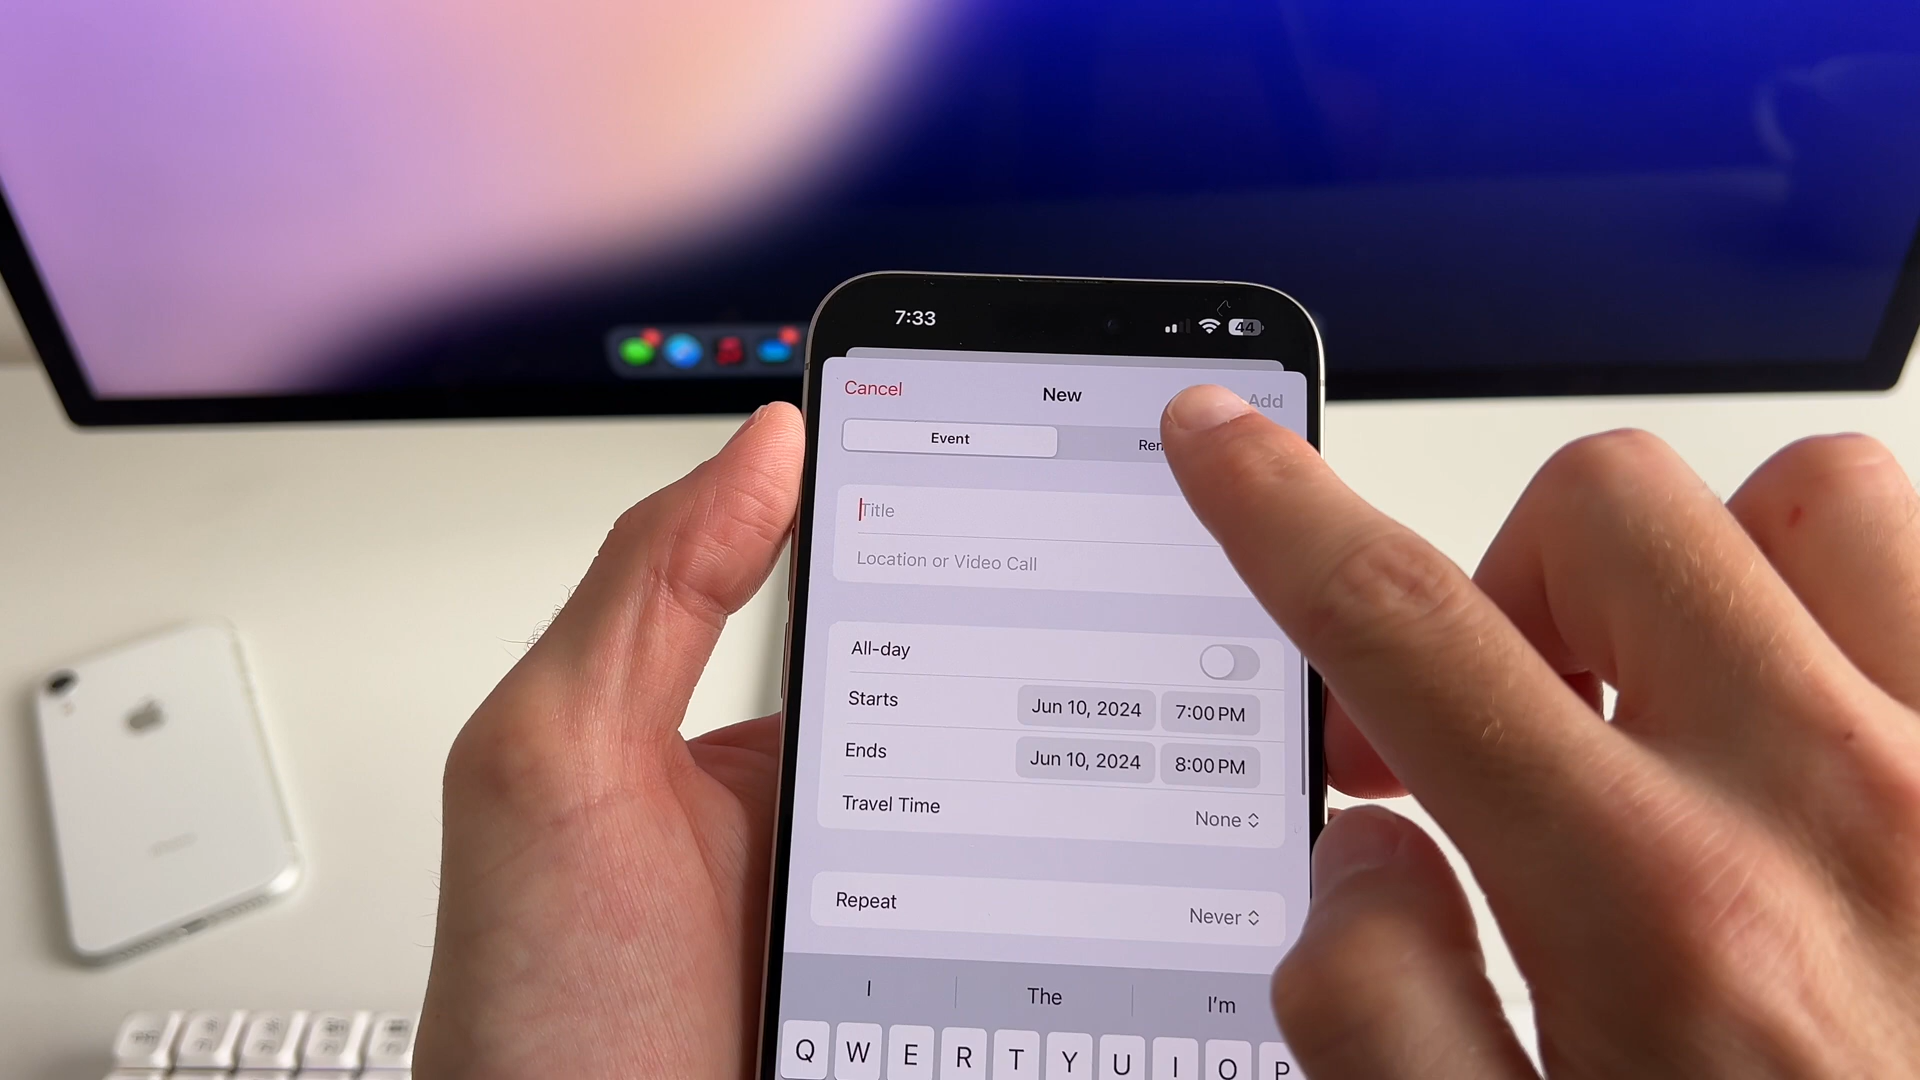 7:33
44
Cancel New Add
Event Ren
Title
Location or Video Call
All-day
Starts Jun 10, 2024 7:00 PM
Ends Jun 10, 2024 8:00 PM
Travel Time None
Repeat Never
I The I'm
Q W E R T Y U I O P